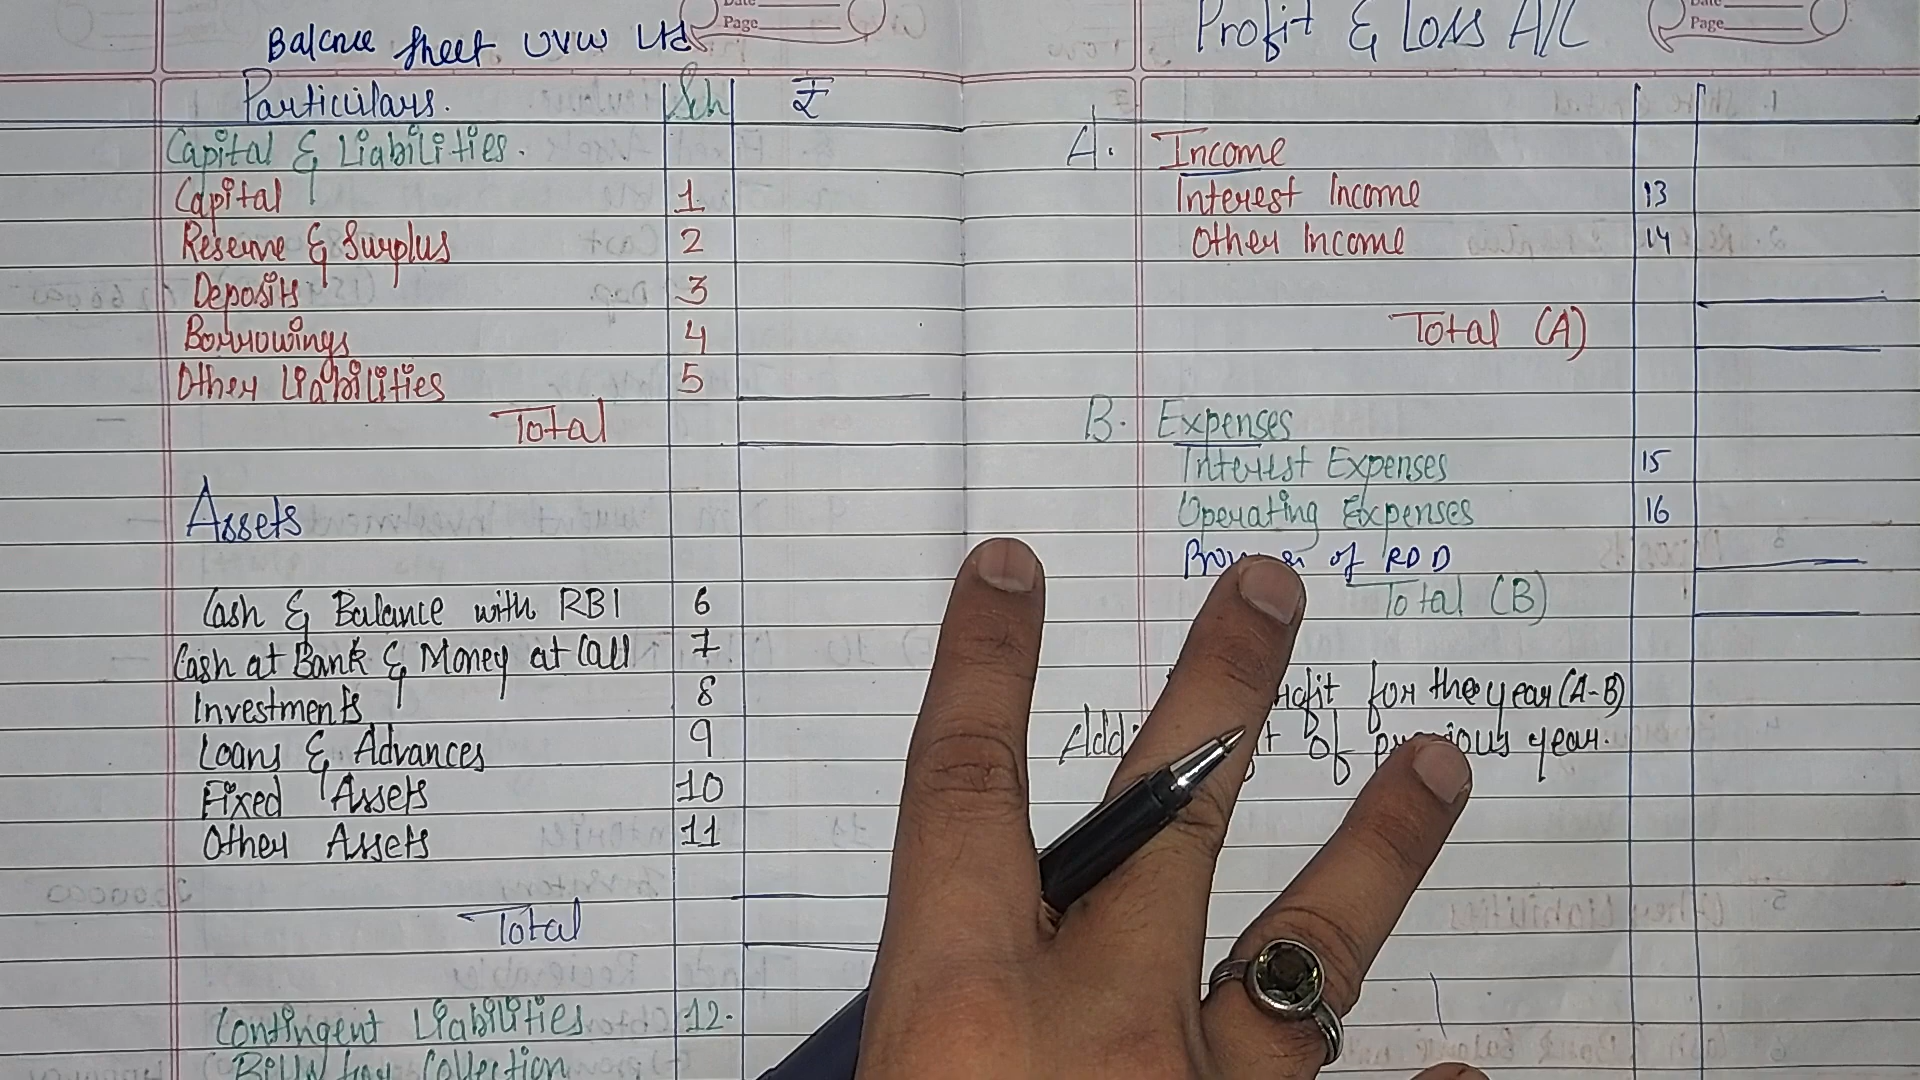 Date
Page
Balance Sheet UVW Ltd
Particulars. Sch ₹
Capital & Liabilities.
Capital 1
Reserve & Surplus 2
Deposits 3
Borrowings 4
Other Liabilities 5
Total
Assets
Cash & Balance with RBI 6
Cash at Bank & Money at Call 7
Investments 8
Loans & Advances 9
Fixed Assets 10
Other Assets 11
Total
Contingent Liabilities 12.
Bills for Collection
Date
Page
Profit & Loss A/C
A. Income
Interest Income 13
Other Income 14
Total (A)
B. Expenses
Interest Expenses 15
Operating Expenses 16
of RDD
Total (B)
for the year (A-B)
Add of year.